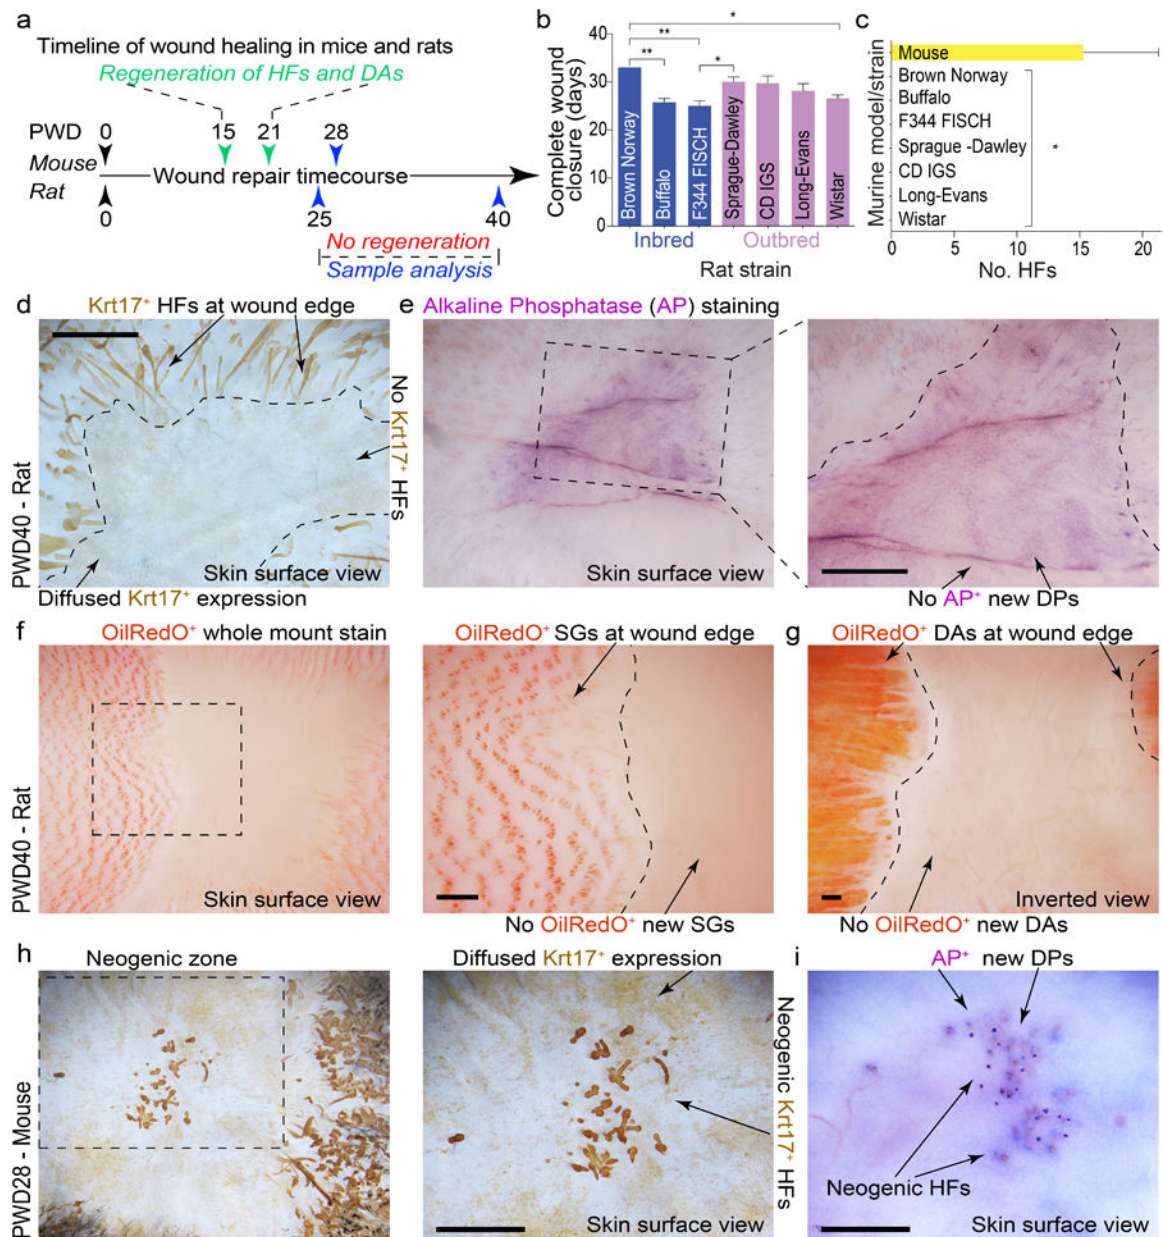 a
Timeline of wound healing in mice and rats
Regeneration of HFs and DAs
PWD 0 15 21 28
Mouse
Wound repair timecourse
Rat
0 25 40
No regeneration
Sample analysis
b
Complete wound closure (days)
40
30
20
10
0
* ** ** *
Brown Norway
Buffalo
F344 FISCH
Sprague-Dawley
CD IGS
Long-Evans
Wistar
Inbred Outbred
Rat strain
c
Murine model/strain
Mouse
Brown Norway
Buffalo
F344 FISCH
Sprague -Dawley
CD IGS
Long-Evans
Wistar
*
0 5 10 15 20
No. HFs
d
Krt17⁺ HFs at wound edge
No Krt17⁺ HFs
PWD40 - Rat
Skin surface view
Diffused Krt17⁺ expression
e
Alkaline Phosphatase (AP) staining
Skin surface view
No AP⁺ new DPs
f
OilRedO⁺ whole mount stain
PWD40 - Rat
Skin surface view
OilRedO⁺ SGs at wound edge
No OilRedO⁺ new SGs
g
OilRedO⁺ DAs at wound edge
Inverted view
No OilRedO⁺ new DAs
h
Neogenic zone
PWD28 - Mouse
Diffused Krt17⁺ expression
Neogenic Krt17⁺ HFs
Skin surface view
i
AP⁺ new DPs
Neogenic HFs
Skin surface view